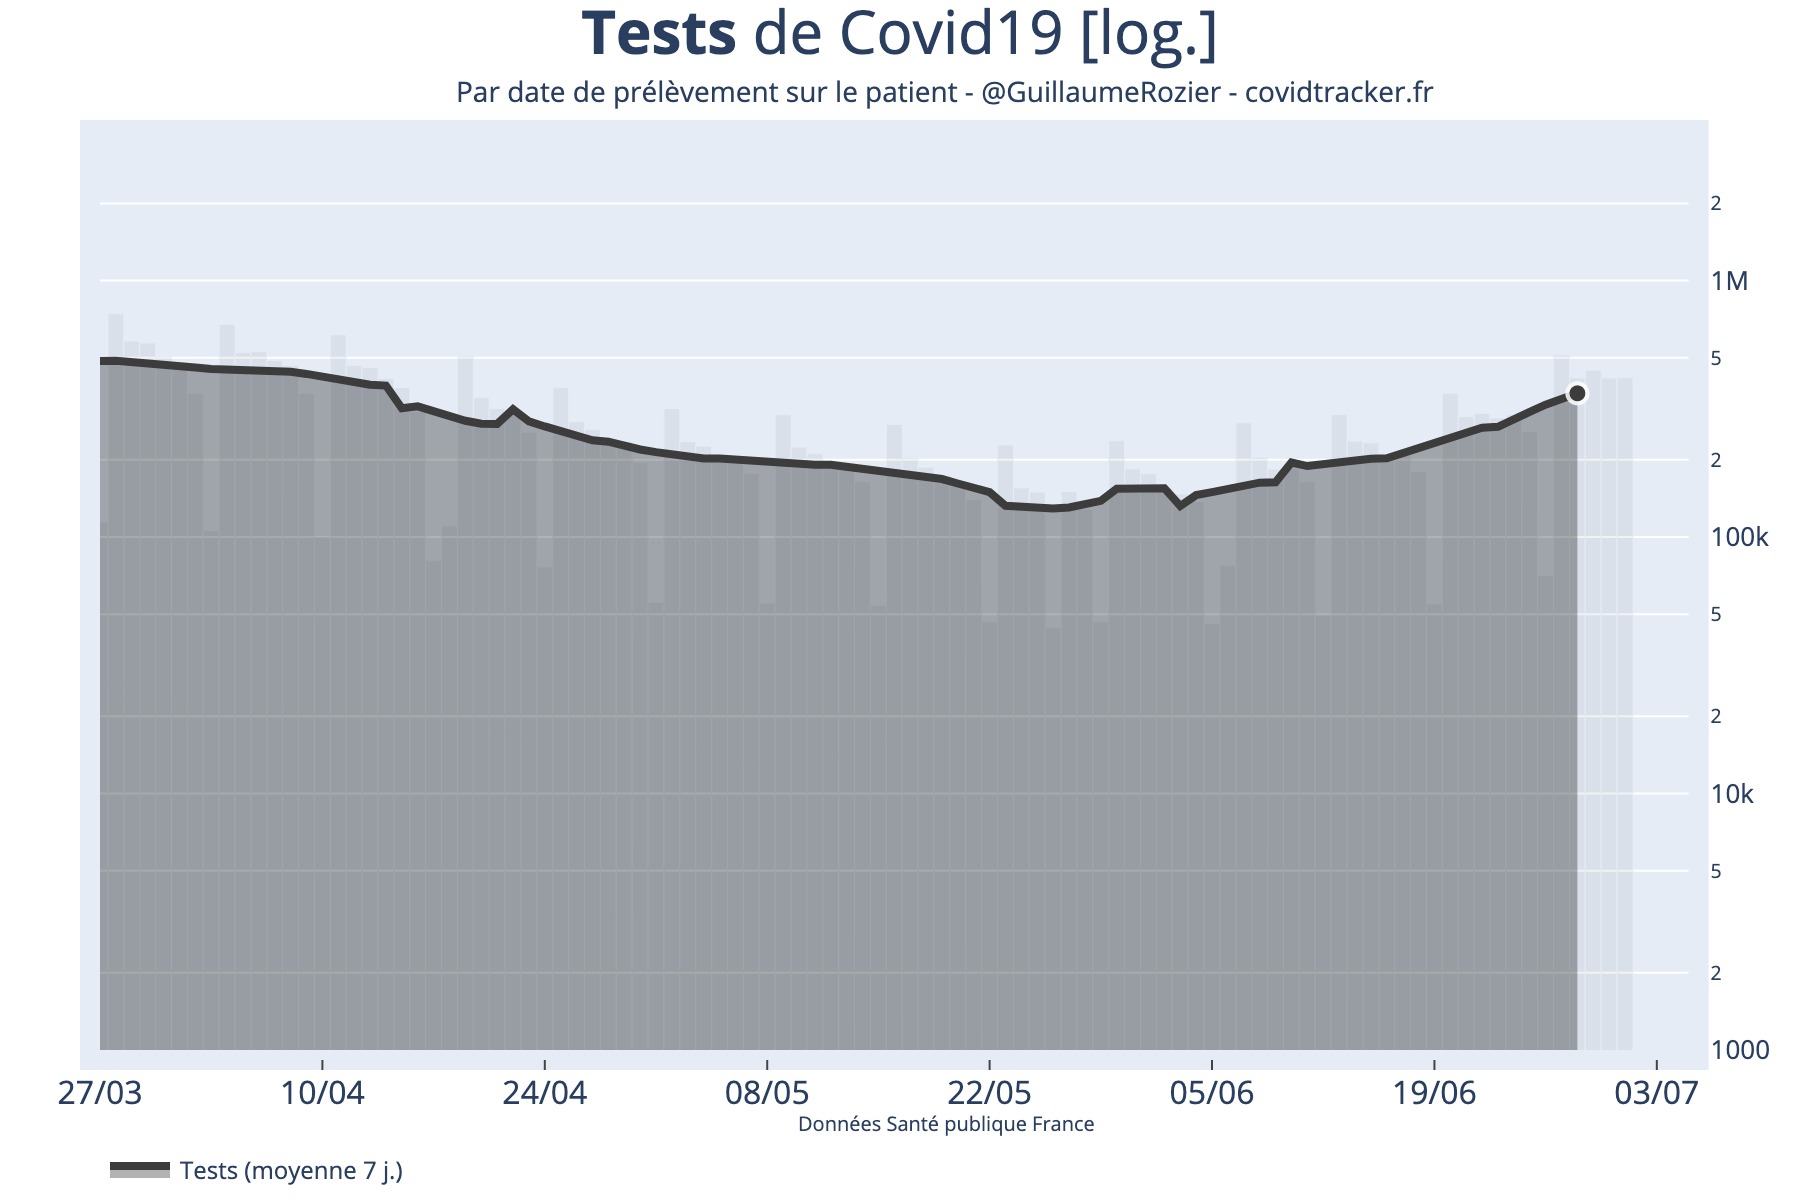 Tests de Covid19 [log.]
Par date de prélèvement sur le patient - @GuillaumeRozier - covidtracker.fr
2
1M
5
2
100k
5
2
10k
5
2
1000
27/03 10/04 24/04 08/05 22/05 05/06 19/06 03/07
Données Santé publique France
Tests (moyenne 7 j.)